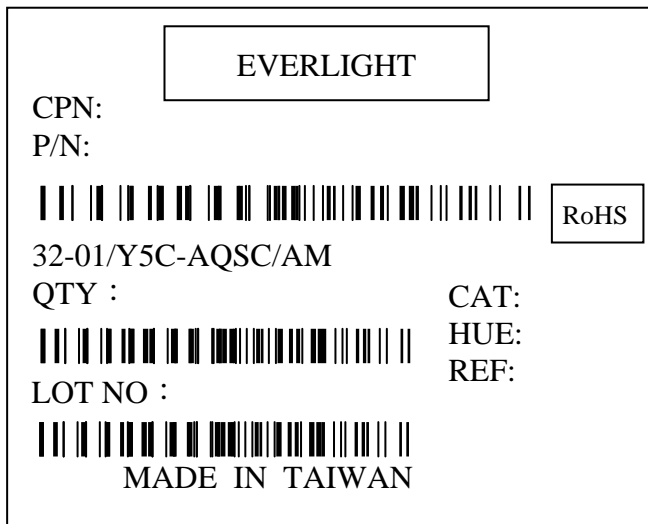 EVERLIGHT
CPN:
P/N:
RoHS
32-01/Y5C-AQSC/AM
QTY：
CAT:
HUE:
REF:
LOT NO：
MADE IN TAIWAN